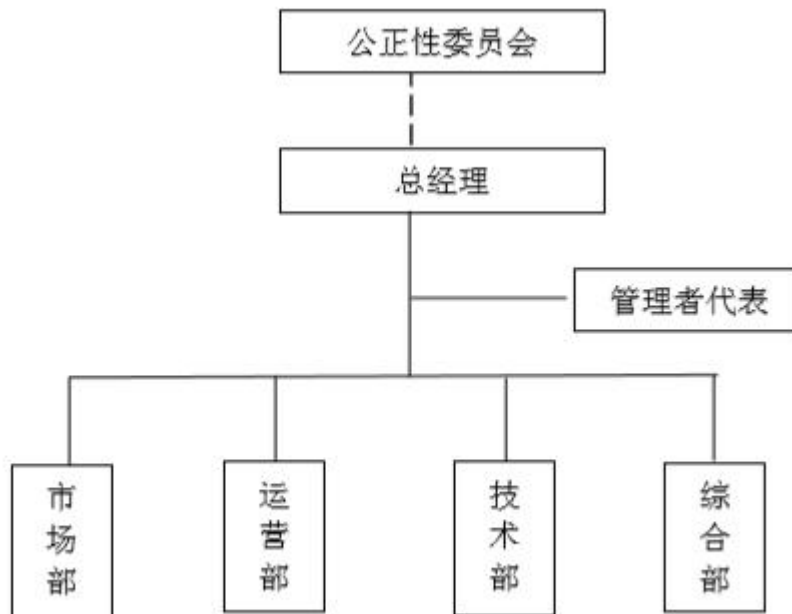 公正性委员会
总经理
管理者代表
市场部
运营部
技术部
综合部